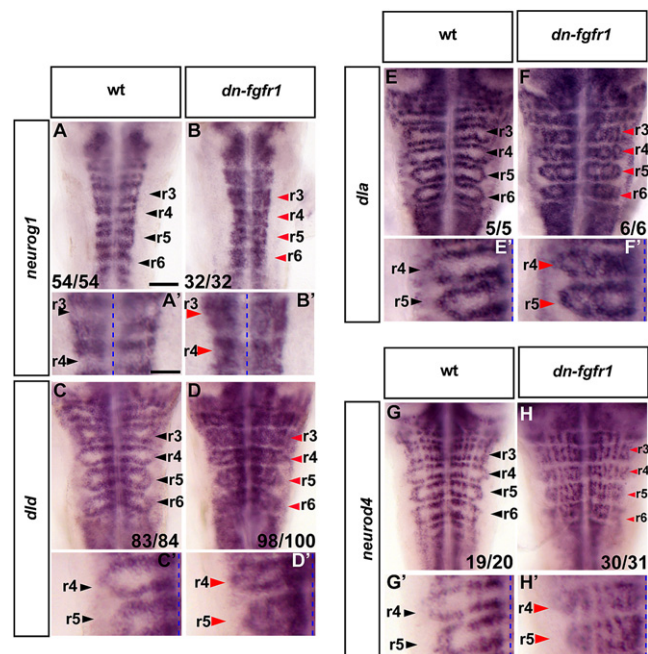 wt
dn-fgfr1
neurog1
A
B
r3
r4
r5
r6
r3
r4
r5
r6
54/54
32/32
A'
B'
r3
r4
r3
r4
dld
C
D
r3
r4
r5
r6
r3
r4
r5
r6
83/84
98/100
C'
D'
r4
r5
r4
r5
wt
dn-fgfr1
dla
E
F
r3
r4
r5
r6
r3
r4
r5
r6
5/5
6/6
E'
F'
r4
r5
r4
r5
wt
dn-fgfr1
neurod4
G
H
r3
r4
r5
r6
r3
r4
r5
r6
19/20
30/31
G'
H'
r4
r5
r4
r5